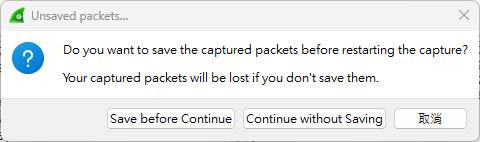 Unsaved packets...
Do you want to save the captured packets before restarting the capture?
Your captured packets will be lost if you don't save them.
Save before Continue
Continue without Saving
取消